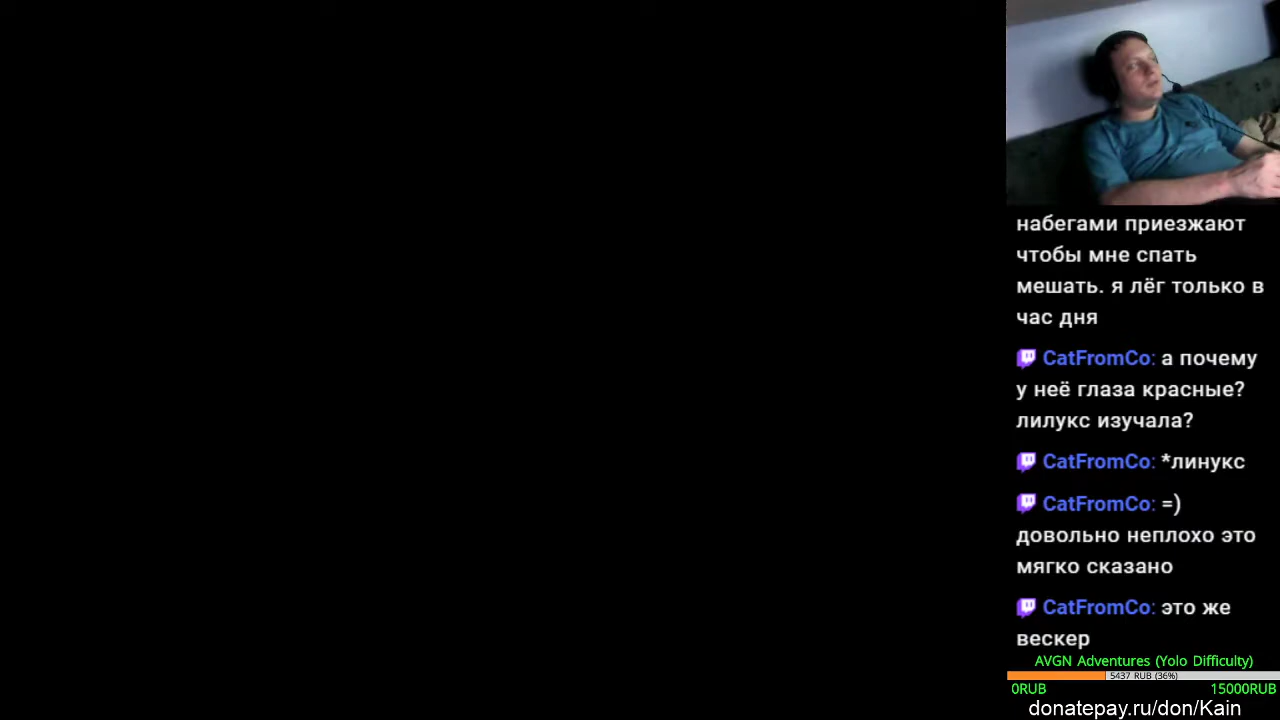 набегами приезжают
чтобы мне спать
мешать. я лёг только в
час дня
CatFromCo: а почему
у неё глаза красные?
лилукс изучала?
CatFromCo: *линукс
CatFromCo: =)
довольно неплохо это
мягко сказано
CatFromCo: это же
вескер
AVGN Adventures (Yolo Difficulty)
5437 RUB (36%)
0RUB 15000RUB
donatepay.ru/don/Kain